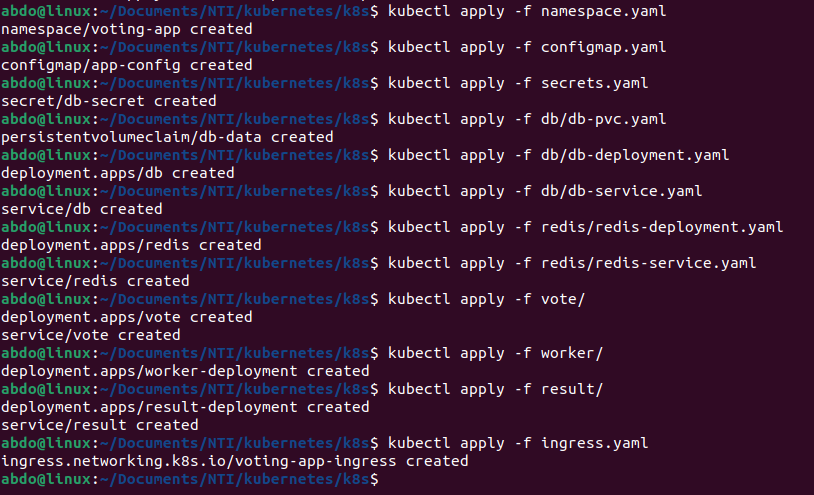 abdo@linux:~/Documents/NTI/kubernetes/k8s$ kubectl apply -f namespace.yaml
namespace/voting-app created
abdo@linux:~/Documents/NTI/kubernetes/k8s$ kubectl apply -f configmap.yaml
configmap/app-config created
abdo@linux:~/Documents/NTI/kubernetes/k8s$ kubectl apply -f secrets.yaml
secret/db-secret created
abdo@linux:~/Documents/NTI/kubernetes/k8s$ kubectl apply -f db/db-pvc.yaml
persistentvolumeclaim/db-data created
abdo@linux:~/Documents/NTI/kubernetes/k8s$ kubectl apply -f db/db-deployment.yaml
deployment.apps/db created
abdo@linux:~/Documents/NTI/kubernetes/k8s$ kubectl apply -f db/db-service.yaml
service/db created
abdo@linux:~/Documents/NTI/kubernetes/k8s$ kubectl apply -f redis/redis-deployment.yaml
deployment.apps/redis created
abdo@linux:~/Documents/NTI/kubernetes/k8s$ kubectl apply -f redis/redis-service.yaml
service/redis created
abdo@linux:~/Documents/NTI/kubernetes/k8s$ kubectl apply -f vote/
deployment.apps/vote created
service/vote created
abdo@linux:~/Documents/NTI/kubernetes/k8s$ kubectl apply -f worker/
deployment.apps/worker-deployment created
abdo@linux:~/Documents/NTI/kubernetes/k8s$ kubectl apply -f result/
deployment.apps/result-deployment created
service/result created
abdo@linux:~/Documents/NTI/kubernetes/k8s$ kubectl apply -f ingress.yaml
ingress.networking.k8s.io/voting-app-ingress created
abdo@linux:~/Documents/NTI/kubernetes/k8s$